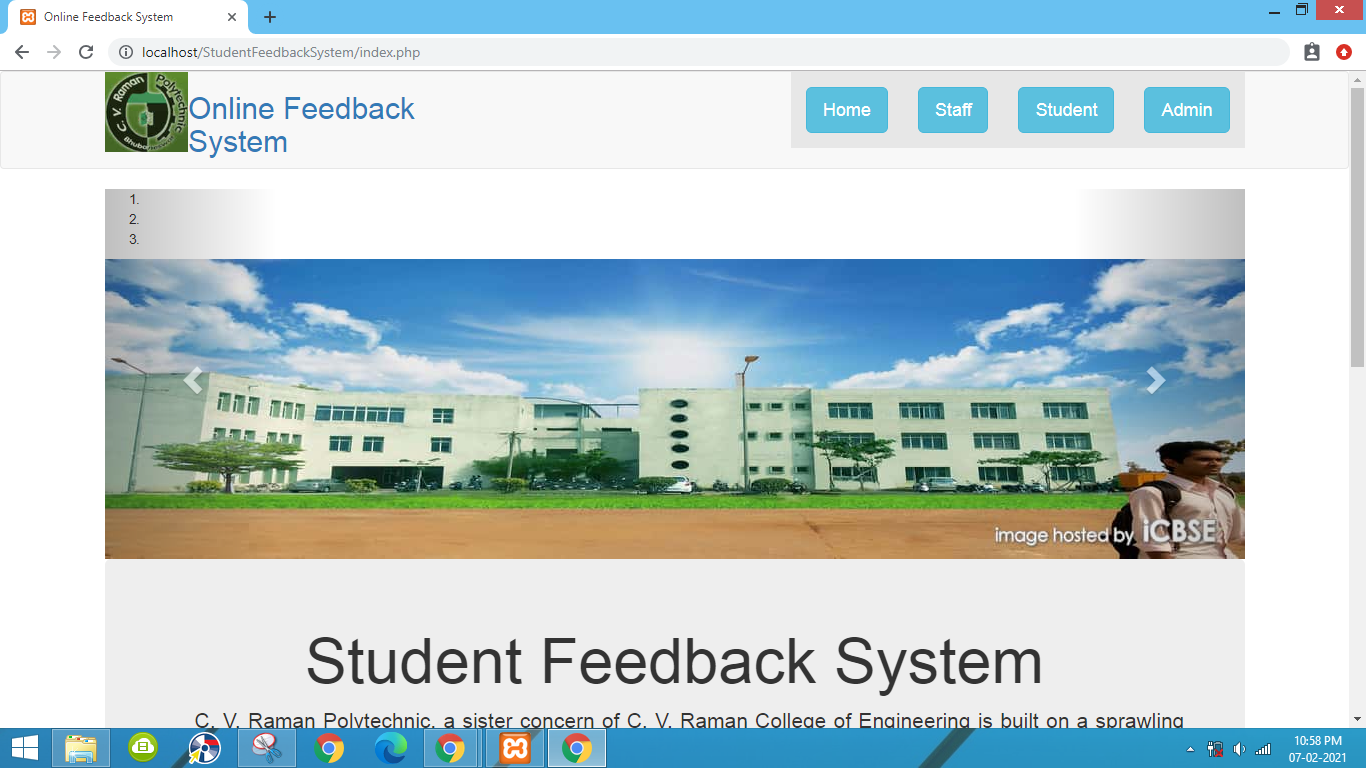 Online Feedback System
localhost/StudentFeedbackSystem/index.php
C. V. Raman Polytechnic
Online Feedback
System
Home
Staff
Student
Admin
1.
2.
3.
image hosted by iCBSE
Student Feedback System
C. V. Raman Polytechnic, a sister concern of C. V. Raman College of Engineering is built on a sprawling
10:58 PM
07-02-2021